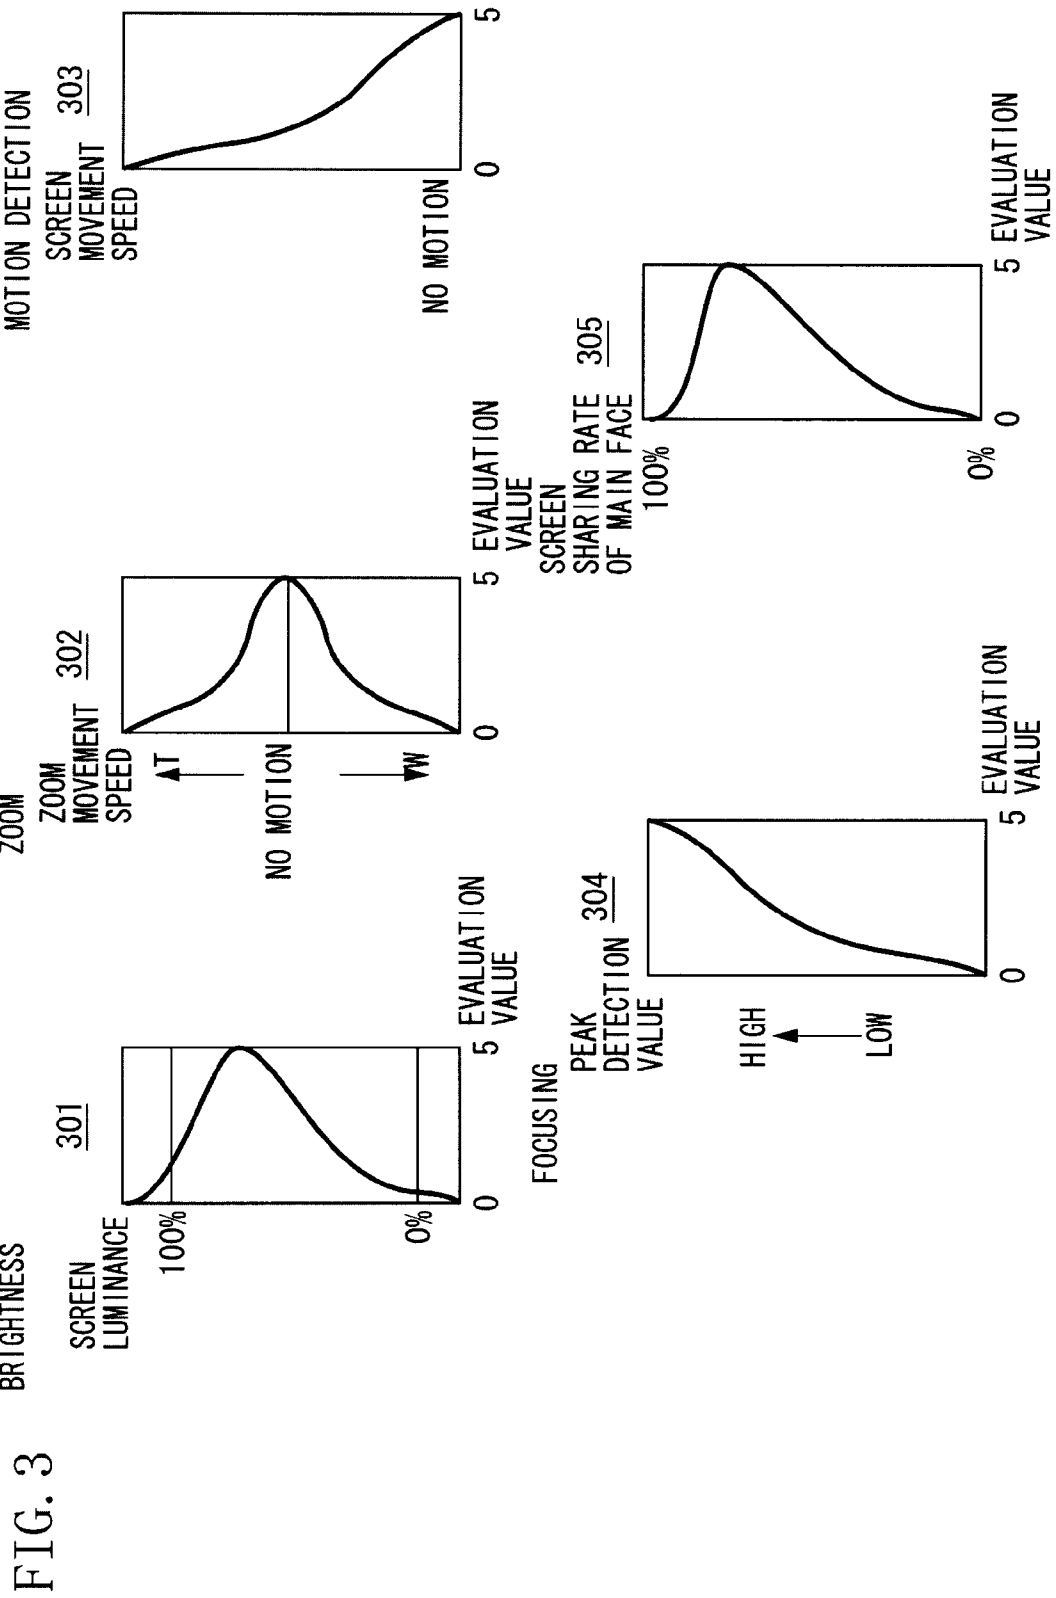 FIG. 3
BRIGHTNESS
SCREEN
LUMINANCE
301
100%
0%
0
5
EVALUATION
VALUE
ZOOM
ZOOM
MOVEMENT
SPEED
302
T
NO MOTION
W
0
5
EVALUATION
VALUE
MOTION DETECTION
SCREEN
MOVEMENT
SPEED
303
NO MOTION
0
5
FOCUSING
PEAK
DETECTION
VALUE
304
HIGH
LOW
0
5
EVALUATION
VALUE
SCREEN
SHARING RATE
OF MAIN FACE
305
100%
0%
0
5
EVALUATION
VALUE